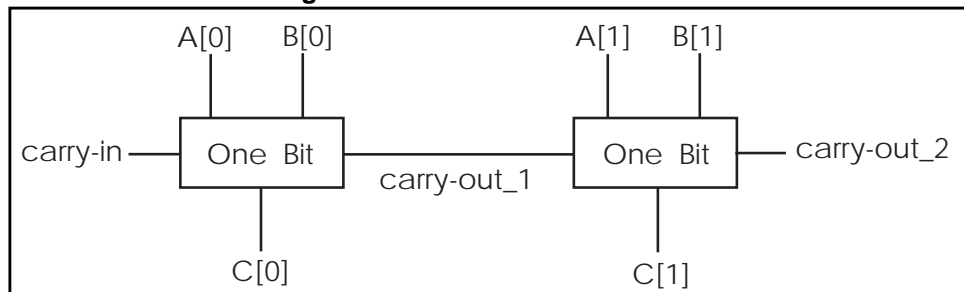 A[0] B[0] A[1] B[1]
carry-in One Bit One Bit carry-out_2
carry-out_1
C[0] C[1]